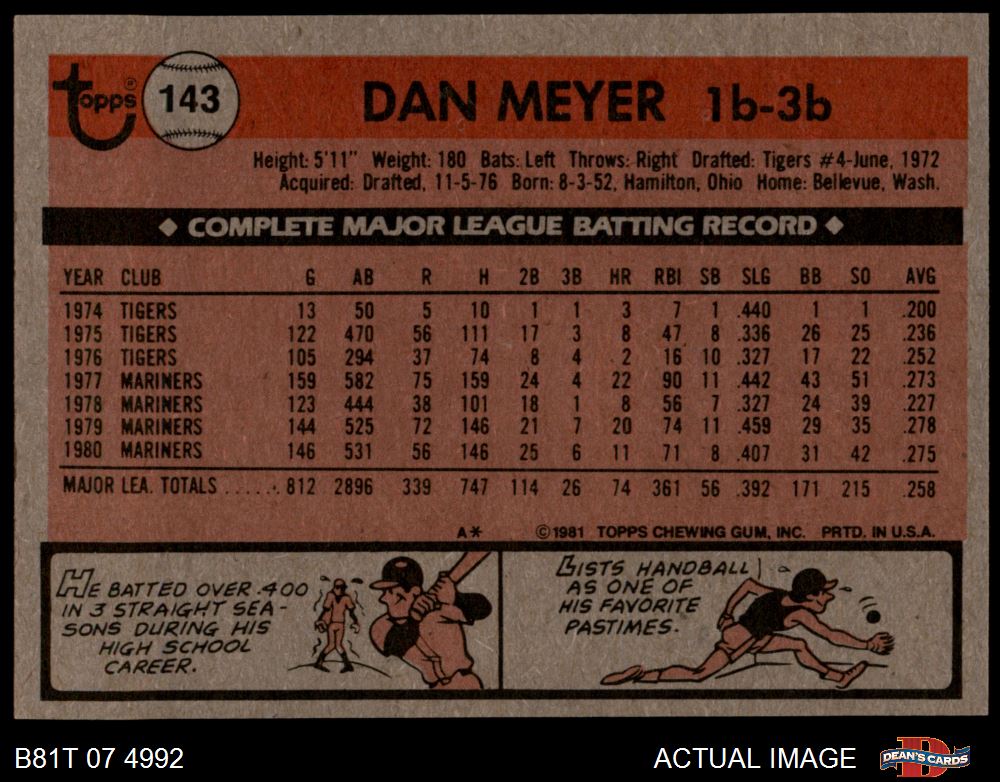 topps ®
143
DAN MEYER 1b-3b
Height: 5'11" Weight: 180 Bats: Left Throws: Right Drafted: Tigers #4-June, 1972
Acquired: Drafted, 11-5-76 Born: 8-3-52, Hamilton, Ohio Home: Bellevue, Wash.
◆ COMPLETE MAJOR LEAGUE BATTING RECORD ◆
YEAR CLUB G AB R H 2B 3B HR RBI SB SLG BB SO AVG
1974 TIGERS 13 50 5 10 1 1 3 7 1 .440 1 1 .200
1975 TIGERS 122 470 56 111 17 3 8 47 8 .336 26 25 .236
1976 TIGERS 105 294 37 74 8 4 2 16 10 .327 17 22 .252
1977 MARINERS 159 582 75 159 24 4 22 90 11 .442 43 51 .273
1978 MARINERS 123 444 38 101 18 1 8 56 7 .327 24 39 .227
1979 MARINERS 144 525 72 146 21 7 20 74 11 .459 29 35 .278
1980 MARINERS 146 531 56 146 25 6 11 71 8 .407 31 42 .275
MAJOR LEA. TOTALS ...... 812 2896 339 747 114 26 74 361 56 .392 171 215 .258
A* ©1981 TOPPS CHEWING GUM, INC. PRTD. IN U.S.A.
HE BATTED OVER .400
IN 3 STRAIGHT SEA-
SONS DURING HIS
HIGH SCHOOL
CAREER.
LISTS HANDBALL
AS ONE OF
HIS FAVORITE
PASTIMES.
B81T 07 4992 ACTUAL IMAGE DEAN'S CARDS